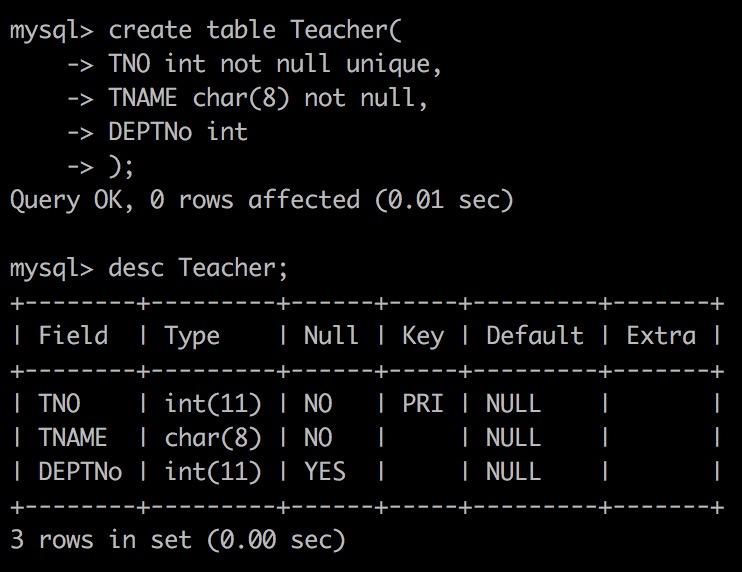 mysql> create table Teacher(
    -> TNO int not null unique,
    -> TNAME char(8) not null,
    -> DEPTNo int
    -> );
Query OK, 0 rows affected (0.01 sec)

mysql> desc Teacher;
+--------+---------+------+-----+---------+-------+
| Field  | Type    | Null | Key | Default | Extra |
+--------+---------+------+-----+---------+-------+
| TNO    | int(11) | NO   | PRI | NULL    |       |
| TNAME  | char(8) | NO   |     | NULL    |       |
| DEPTNo | int(11) | YES  |     | NULL    |       |
+--------+---------+------+-----+---------+-------+
3 rows in set (0.00 sec)